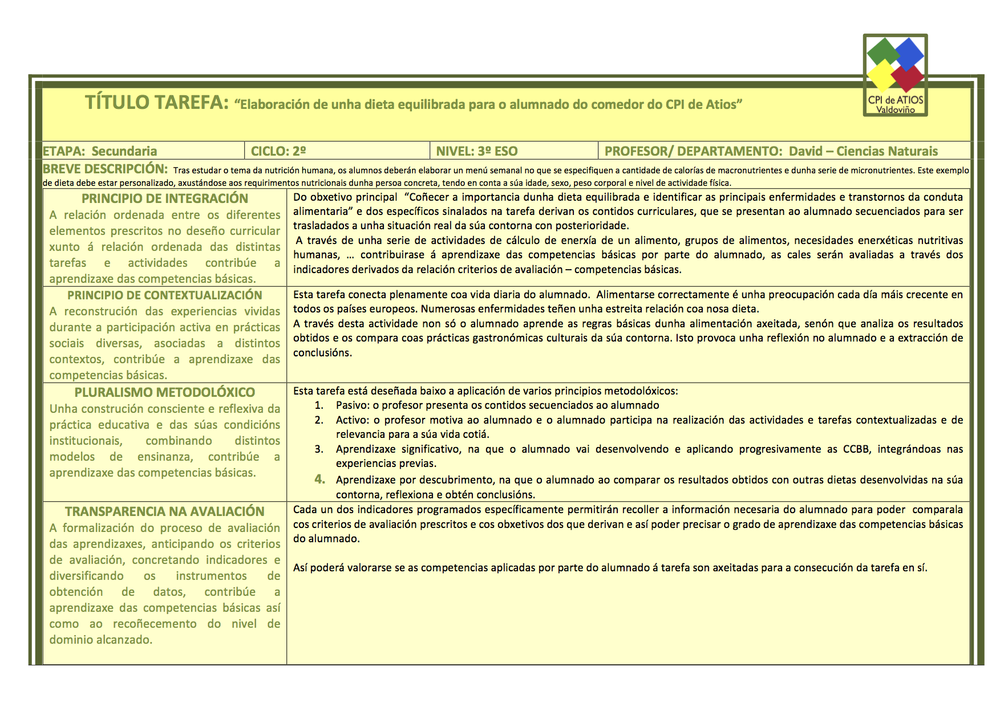 CPI de ATIOS
Valdoviño
TÍTULO TAREFA: “Elaboración de unha dieta equilibrada para o alumnado do comedor do CPI de Atios”
ETAPA: Secundaria
CICLO: 2º
NIVEL: 3º ESO
PROFESOR/ DEPARTAMENTO: David – Ciencias Naturais
BREVE DESCRIPCIÓN: Tras estudar o tema da nutrición humana, os alumnos deberán elaborar un menú semanal no que se especifiquen a cantidade de calorías de macronutrientes e dunha serie de micronutrientes. Este exemplo
de dieta debe estar personalizado, axustándose aos requirimentos nutricionais dunha persoa concreta, tendo en conta a súa idade, sexo, peso corporal e nivel de actividade física.
PRINCIPIO DE INTEGRACIÓN
A relación ordenada entre os diferentes
elementos prescritos no deseño curricular
xunto á relación ordenada das distintas
tarefas e actividades contribúe a
aprendizaxe das competencias básicas.
Do obxetivo principal “Coñecer a importancia dunha dieta equilibrada e identificar as principais enfermidades e transtornos da conduta
alimentaria” e dos específicos sinalados na tarefa derivan os contidos curriculares, que se presentan ao alumnado secuenciados para ser
trasladados a unha situación real da súa contorna con posterioridade.
A través de unha serie de actividades de cálculo de enerxía de un alimento, grupos de alimentos, necesidades enerxéticas nutritivas
humanas, … contribuirase á aprendizaxe das competencias básicas por parte do alumnado, as cales serán avaliadas a través dos
indicadores derivados da relación criterios de avaliación – competencias básicas.
PRINCIPIO DE CONTEXTUALIZACIÓN
A reconstrución das experiencias vividas
durante a participación activa en prácticas
sociais diversas, asociadas a distintos
contextos, contribúe a aprendizaxe das
competencias básicas.
Esta tarefa conecta plenamente coa vida diaria do alumnado. Alimentarse correctamente é unha preocupación cada día máis crecente en
todos os países europeos. Numerosas enfermidades teñen unha estreita relación coa nosa dieta.
A través desta actividade non só o alumnado aprende as regras básicas dunha alimentación axeitada, senón que analiza os resultados
obtidos e os compara coas prácticas gastronómicas culturais da súa contorna. Isto provoca unha reflexión no alumnado e a extracción de
conclusións.
PLURALISMO METODOLÓXICO
Unha construción consciente e reflexiva da
práctica educativa e das súas condicións
institucionais, combinando distintos
modelos de ensinanza, contribúe a
aprendizaxe das competencias básicas.
Esta tarefa está deseñada baixo a aplicación de varios principios metodolóxicos:
1. Pasivo: o profesor presenta os contidos secuenciados ao alumnado
2. Activo: o profesor motiva ao alumnado e o alumnado participa na realización das actividades e tarefas contextualizadas e de
relevancia para a súa vida cotiá.
3. Aprendizaxe significativo, na que o alumnado vai desenvolvendo e aplicando progresivamente as CCBB, integrándoas nas
experiencias previas.
4. Aprendizaxe por descubrimento, na que o alumnado ao comparar os resultados obtidos con outras dietas desenvolvidas na súa
contorna, reflexiona e obtén conclusións.
TRANSPARENCIA NA AVALIACIÓN
A formalización do proceso de avaliación
das aprendizaxes, anticipando os criterios
de avaliación, concretando indicadores e
diversificando os instrumentos de
obtención de datos, contribúe a
aprendizaxe das competencias básicas así
como ao recoñecemento do nivel de
dominio alcanzado.
Cada un dos indicadores programados específicamente permitirán recoller a información necesaria do alumnado para poder comparala
cos criterios de avaliación prescritos e cos obxetivos dos que derivan e así poder precisar o grado de aprendizaxe das competencias básicas
do alumnado.
Así poderá valorarse se as competencias aplicadas por parte do alumnado á tarefa son axeitadas para a consecución da tarefa en sí.